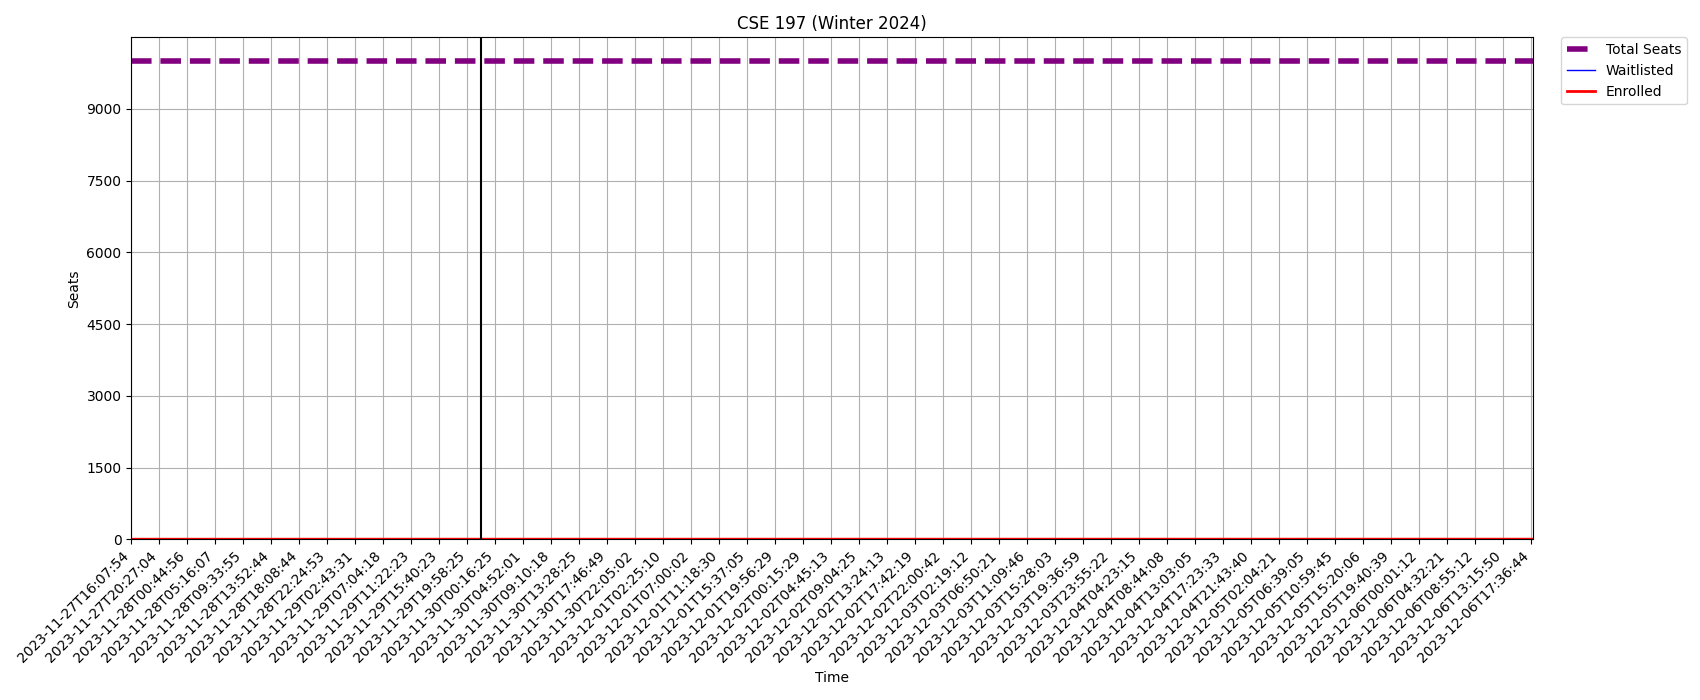 CSE 197 (Winter 2024)
Total Seats
Waitlisted
Enrolled
9000
7500
6000
4500
3000
1500
0
Seats
2023-11-27T16:07:54
2023-11-27T20:27:04
2023-11-28T00:44:56
2023-11-28T05:16:07
2023-11-28T09:33:55
2023-11-28T13:52:44
2023-11-28T18:08:44
2023-11-28T22:24:53
2023-11-29T02:43:31
2023-11-29T07:04:18
2023-11-29T11:22:23
2023-11-29T15:40:23
2023-11-29T19:58:25
2023-11-30T00:16:25
2023-11-30T04:52:01
2023-11-30T09:10:18
2023-11-30T13:28:25
2023-11-30T17:46:49
2023-11-30T22:05:02
2023-12-01T02:25:10
2023-12-01T07:00:02
2023-12-01T11:18:30
2023-12-01T15:37:05
2023-12-01T19:56:29
2023-12-02T00:15:29
2023-12-02T04:45:13
2023-12-02T09:04:25
2023-12-02T13:24:13
2023-12-02T17:42:19
2023-12-02T22:00:42
2023-12-03T02:19:12
2023-12-03T06:50:21
2023-12-03T11:09:46
2023-12-03T15:28:03
2023-12-03T19:36:59
2023-12-03T23:55:22
2023-12-04T04:23:15
2023-12-04T08:44:08
2023-12-04T13:03:05
2023-12-04T17:23:33
2023-12-04T21:43:40
2023-12-05T02:04:21
2023-12-05T06:39:05
2023-12-05T10:59:45
2023-12-05T15:20:06
2023-12-05T19:40:39
2023-12-06T00:01:12
2023-12-06T04:32:21
2023-12-06T08:55:12
2023-12-06T13:15:50
2023-12-06T17:36:44
Time